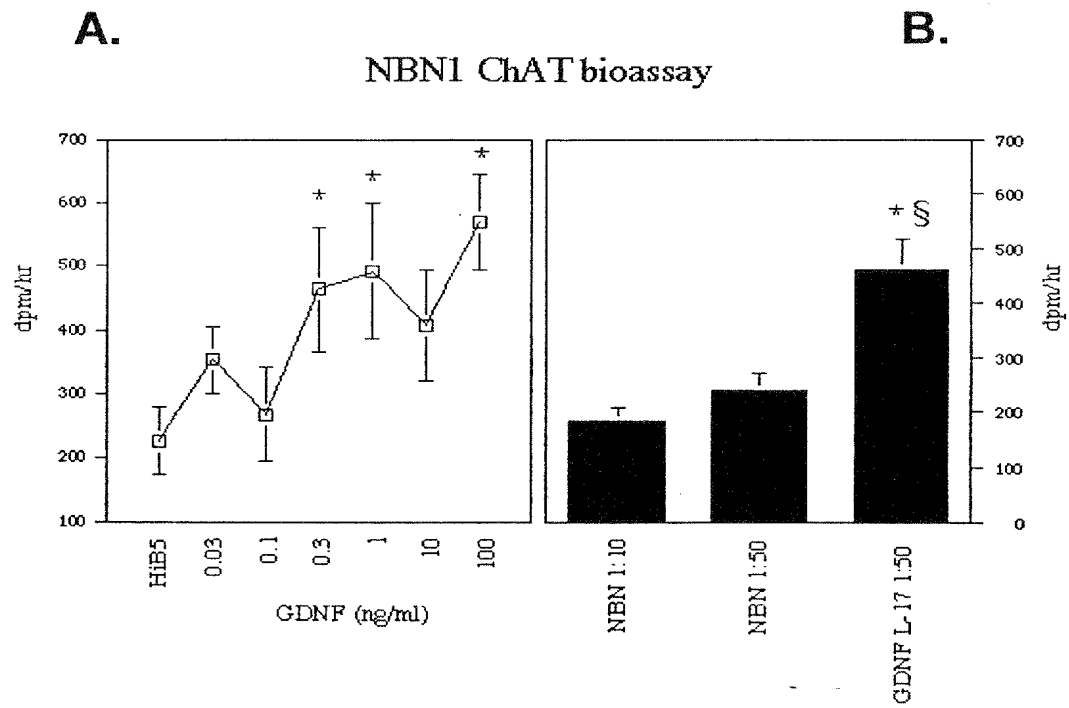 A.
B.
NBN1 ChAT bioassay
700
600
500
400
300
200
100
dpm/hr
*
*
*
HiB5
0.03
0.1
0.3
1
10
100
GDNF (ng/ml)
* §
700
600
500
400
300
200
100
0
dpm/hr
NBN 1:10
NBN 1:50
GDNF L-17 1:50